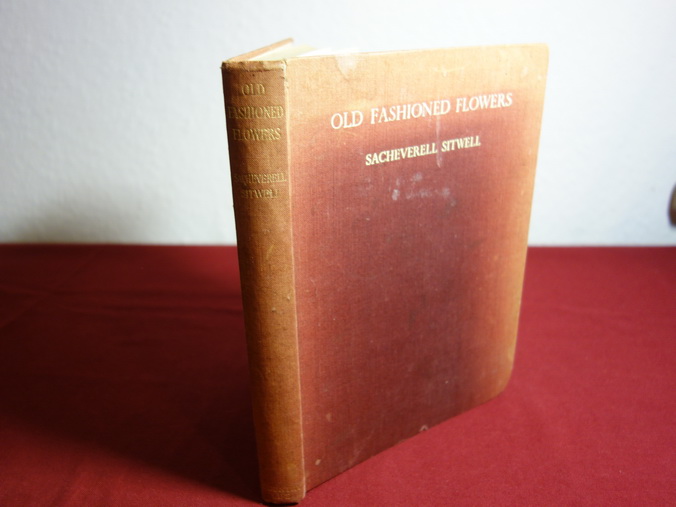 OLD
FASHIONED
FLOWERS
SACHEVERELL
SITWELL
OLD FASHIONED FLOWERS
SACHEVERELL SITWELL